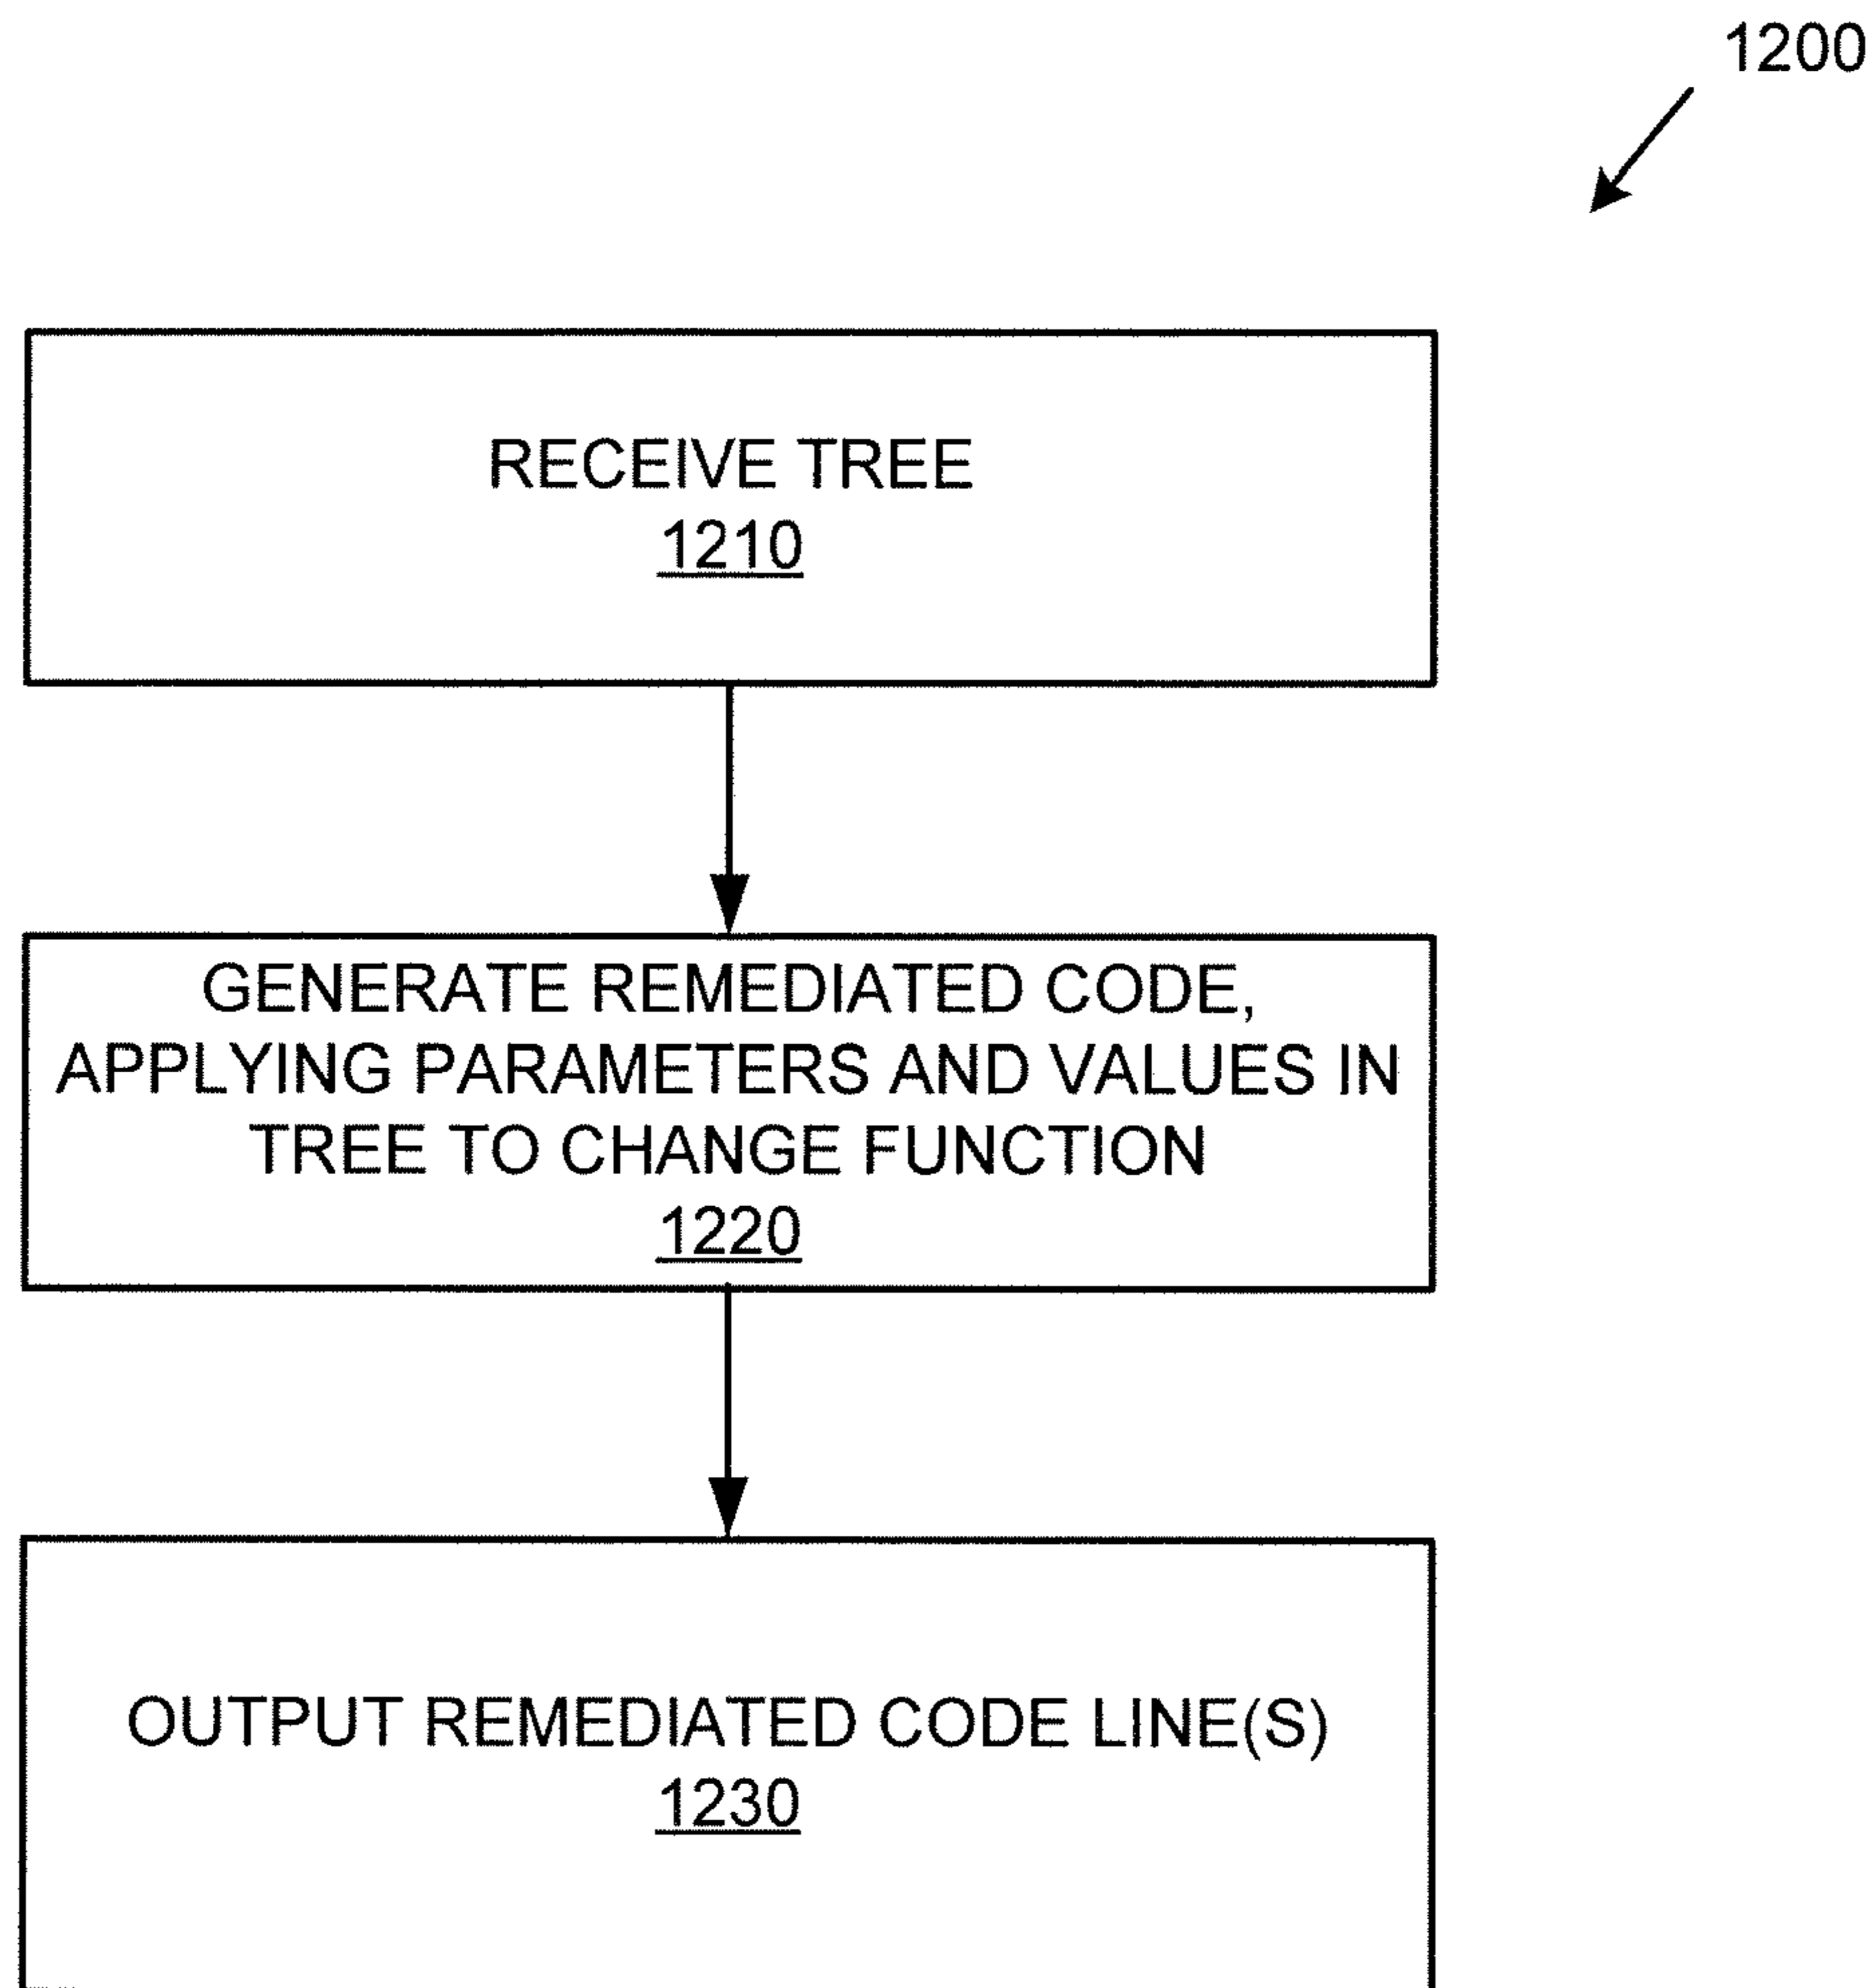 1200
RECEIVE TREE
1210
GENERATE REMEDIATED CODE,
APPLYING PARAMETERS AND VALUES IN
TREE TO CHANGE FUNCTION
1220
OUTPUT REMEDIATED CODE LINE(S)
1230